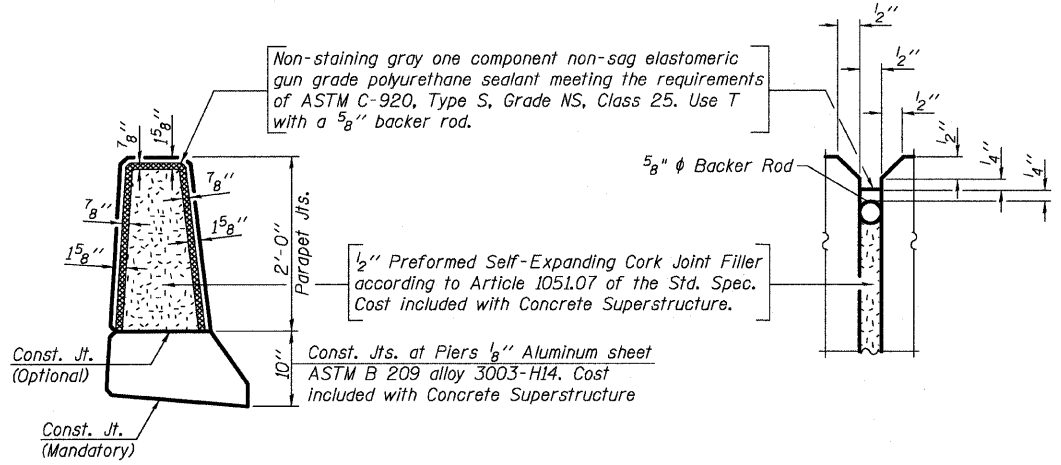 Non-staining gray one component non-sag elastomeric
gun grade polyurethane sealant meeting the requirements
of ASTM C-920, Type S, Grade NS, Class 25. Use T
with a 5/8" backer rod.
1/2"
1/2"
1/2"
1/2"
1/4"
1/4"
5/8" φ Backer Rod
7/8"
1 5/8"
7/8"
7/8"
1 5/8"
1 5/8"
2'-0"
Parapet Jts.
1/2" Preformed Self-Expanding Cork Joint Filler
according to Article 1051.07 of the Std. Spec.
Cost included with Concrete Superstructure.
Const. Jt.
(Optional)
10"
Const. Jts. at Piers 1/8" Aluminum sheet
ASTM B 209 alloy 3003-H14. Cost
included with Concrete Superstructure
Const. Jt.
(Mandatory)